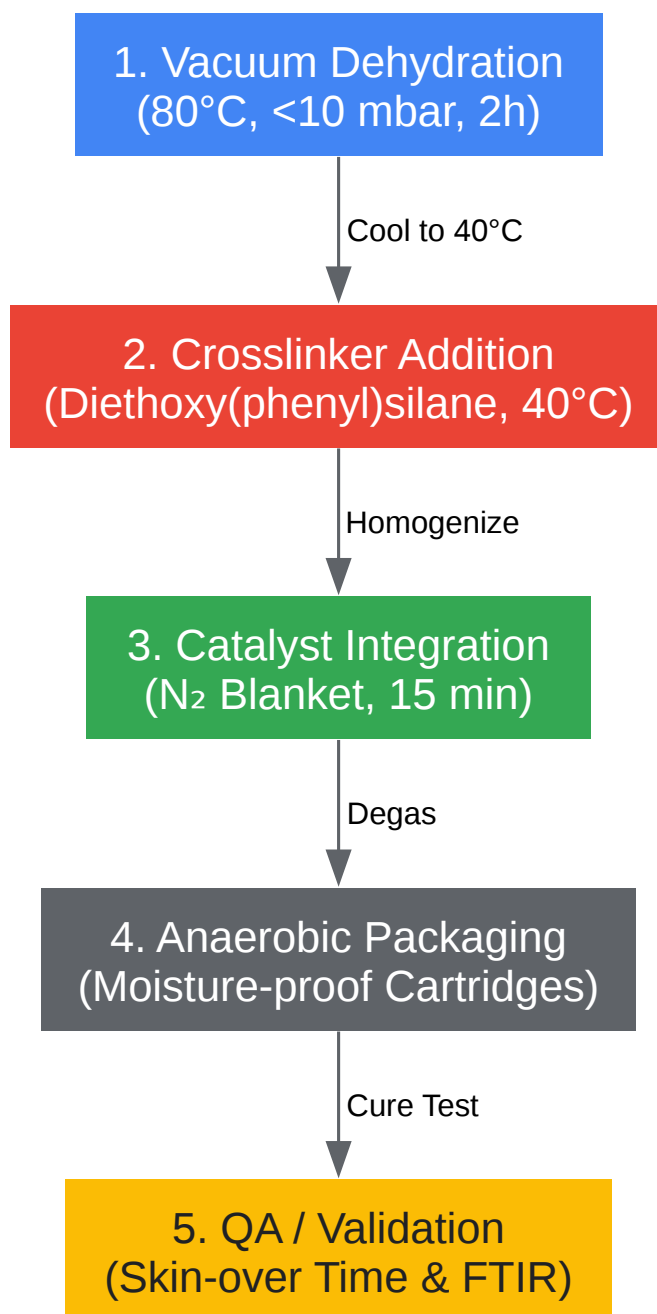 1. Vacuum Dehydration
(80°C, <10 mbar, 2h)
Cool to 40°C
2. Crosslinker Addition
(Diethoxy(phenyl)silane, 40°C)
Homogenize
3. Catalyst Integration
(N₂ Blanket, 15 min)
Degas
4. Anaerobic Packaging
(Moisture-proof Cartridges)
Cure Test
5. QA / Validation
(Skin-over Time & FTIR)